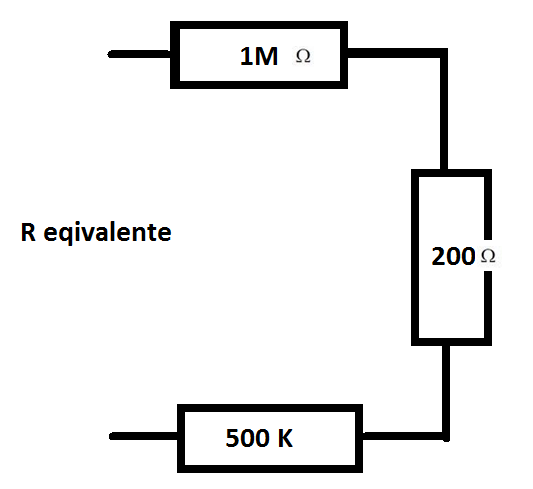 1M Ω
R eqivalente
200 Ω
500 K